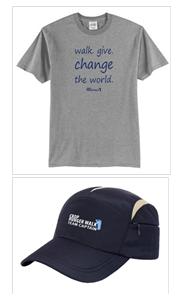 walk. give.
change
the world.
CROP
HUNGER WALK
TEAM CAPTAIN